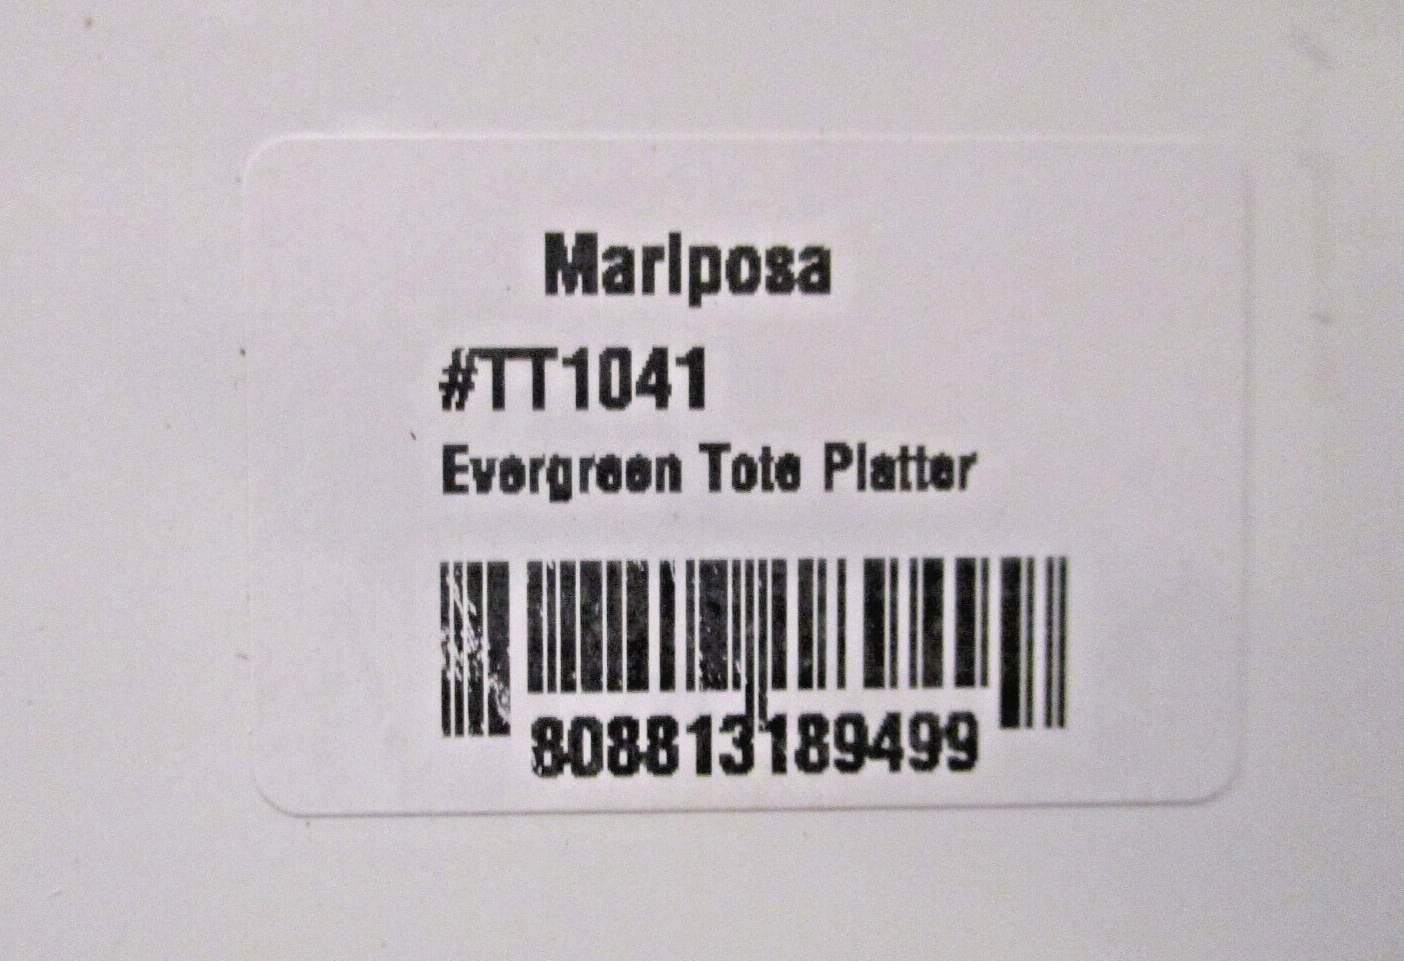 Mariposa
#TT1041
Evergreen Tote Platter
808813189499